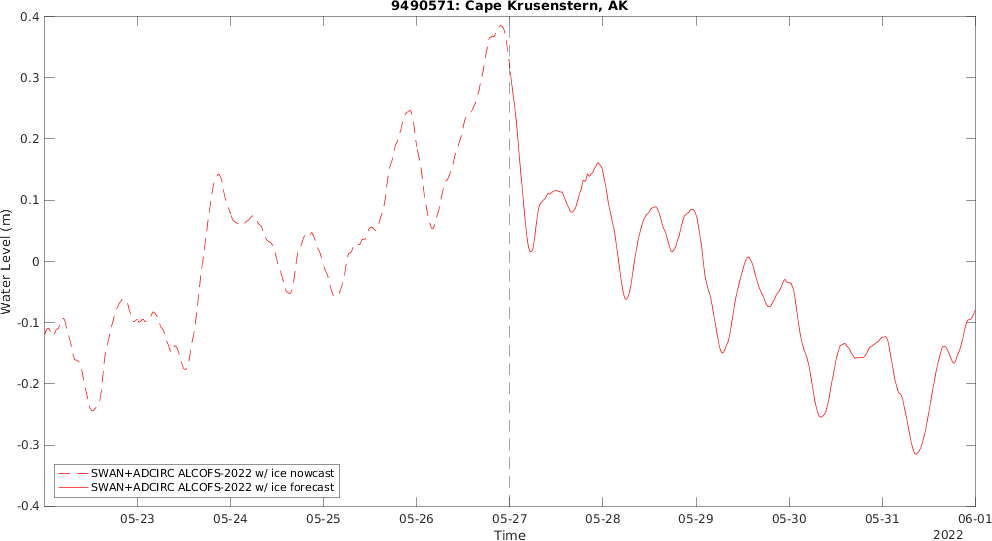 9490571: Cape Krusenstern, AK
0.4
0.3
0.2
0.1
0
-0.1
-0.2
-0.3
-0.4
Water Level (m)
SWAN+ADCIRC ALCOFS-2022 w/ ice nowcast
SWAN+ADCIRC ALCOFS-2022 w/ ice forecast
05-23 05-24 05-25 05-26 05-27 05-28 05-29 05-30 05-31 06-01
Time
2022